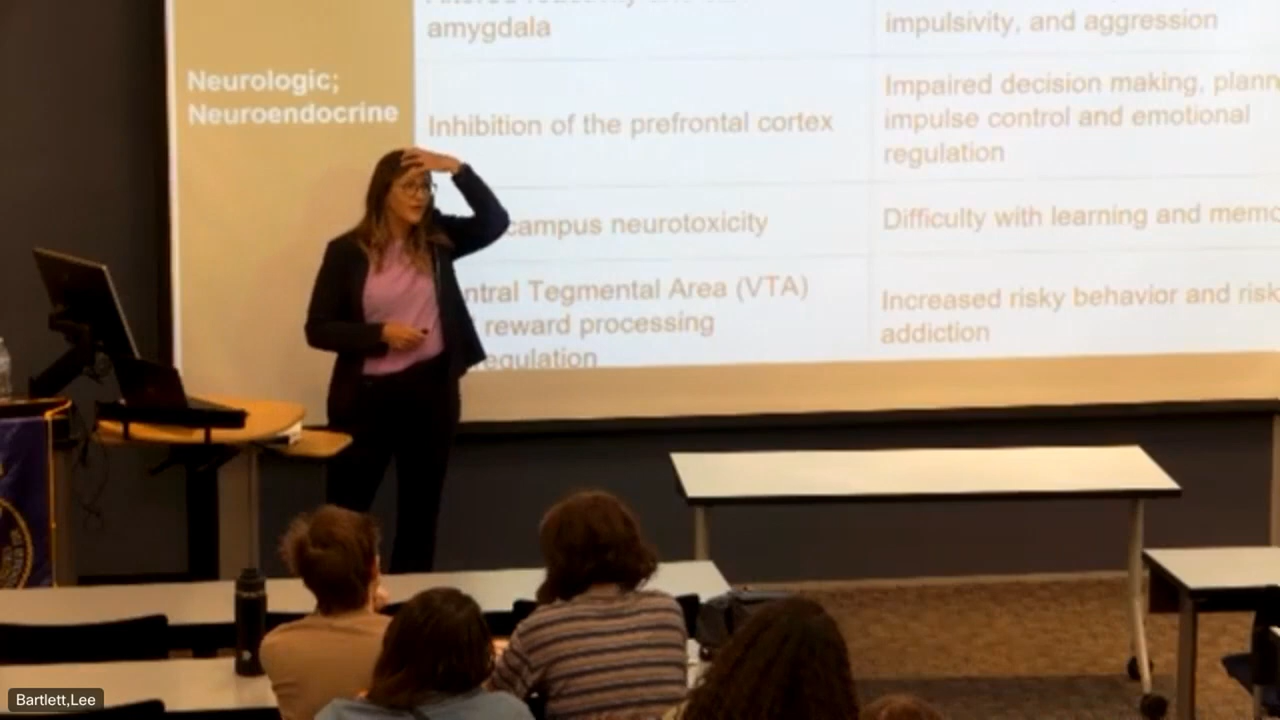 amygdala
impulsivity, and aggression
Neurologic;
Neuroendocrine
Inhibition of the prefrontal cortex
Impaired decision making, plann
impulse control and emotional
regulation
campus neurotoxicity
Difficulty with learning and memo
ntral Tegmental Area (VTA)
reward processing
egulation
Increased risky behavior and risk
addiction
Bartlett,Lee